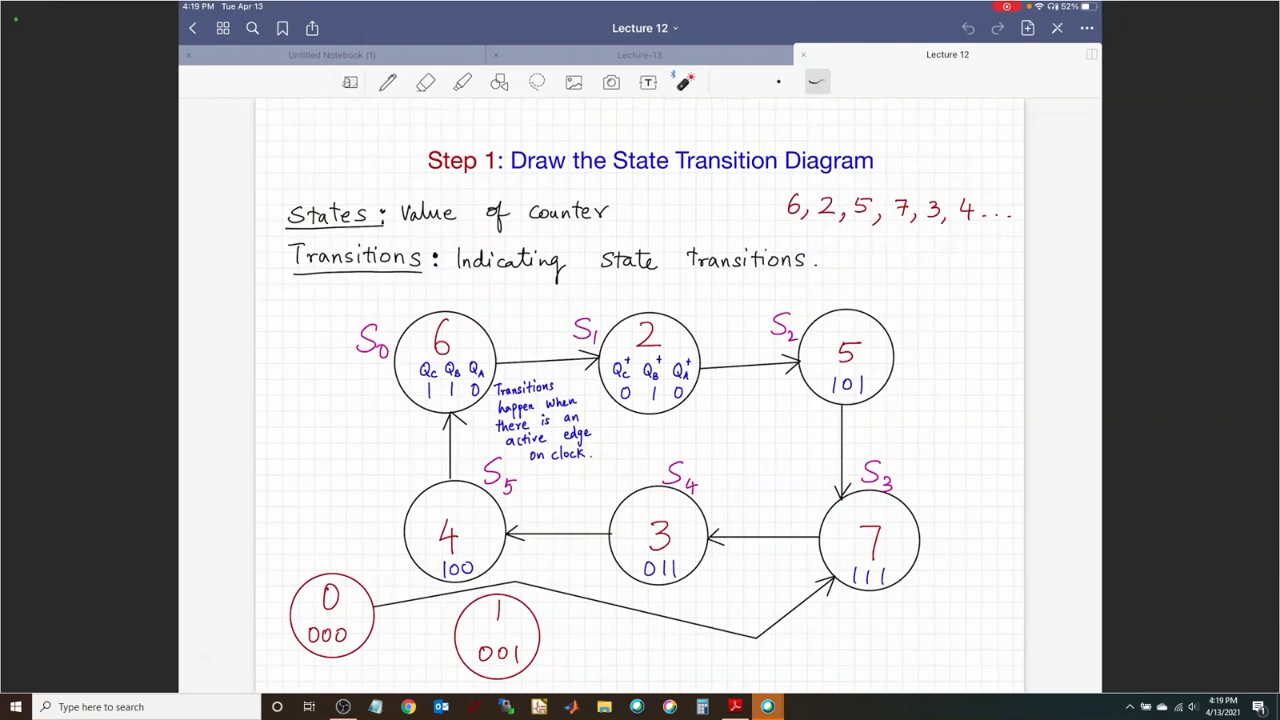 4:19 PM Tue Apr 13
52%
Lecture 12
Untitled Notebook (1)
Lecture-13
Lecture 12
Step 1: Draw the State Transition Diagram
States: Value of counter
6, 2, 5, 7, 3, 4 ...
Transitions: Indicating state transitions.
S0
6
QC QB QA
1 1 0
S1
2
QC+ QB+ QA+
0 1 0
S2
5
101
Transitions
happen when
there is an
active edge
on clock.
S5
4
100
S4
3
011
S3
7
111
0
000
1
001
Type here to search
4:19 PM
4/13/2021